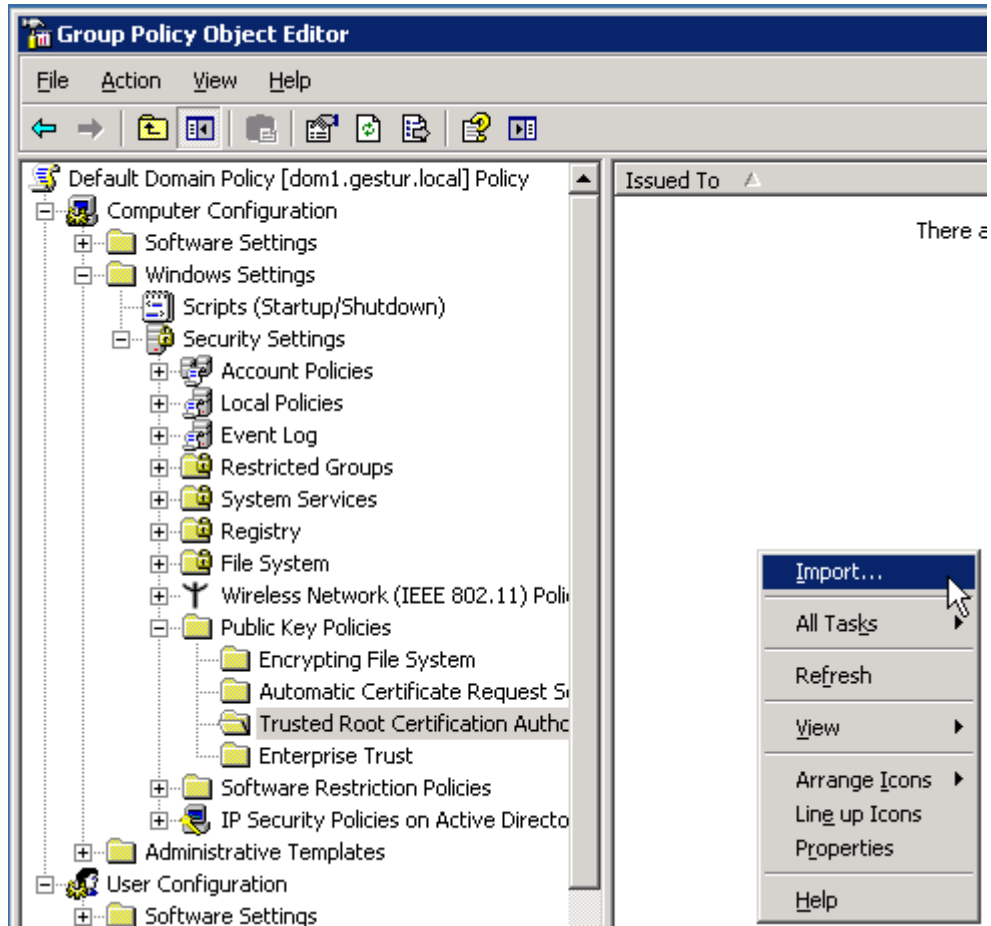 Group Policy Object Editor
File Action View Help
Default Domain Policy [dom1.gestur.local] Policy
Computer Configuration
Software Settings
Windows Settings
Scripts (Startup/Shutdown)
Security Settings
Account Policies
Local Policies
Event Log
Restricted Groups
System Services
Registry
File System
Wireless Network (IEEE 802.11) Poli
Public Key Policies
Encrypting File System
Automatic Certificate Request S
Trusted Root Certification Autho
Enterprise Trust
Software Restriction Policies
IP Security Policies on Active Directo
Administrative Templates
User Configuration
Software Settings
Issued To
There a
Import...
All Tasks
Refresh
View
Arrange Icons
Line up Icons
Properties
Help